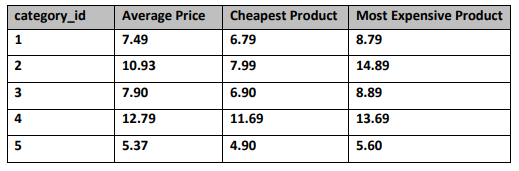 category_id Average Price Cheapest Product Most Expensive Product
1 7.49 6.79 8.79
2 10.93 7.99 14.89
3 7.90 6.90 8.89
4 12.79 11.69 13.69
5 5.37 4.90 5.60